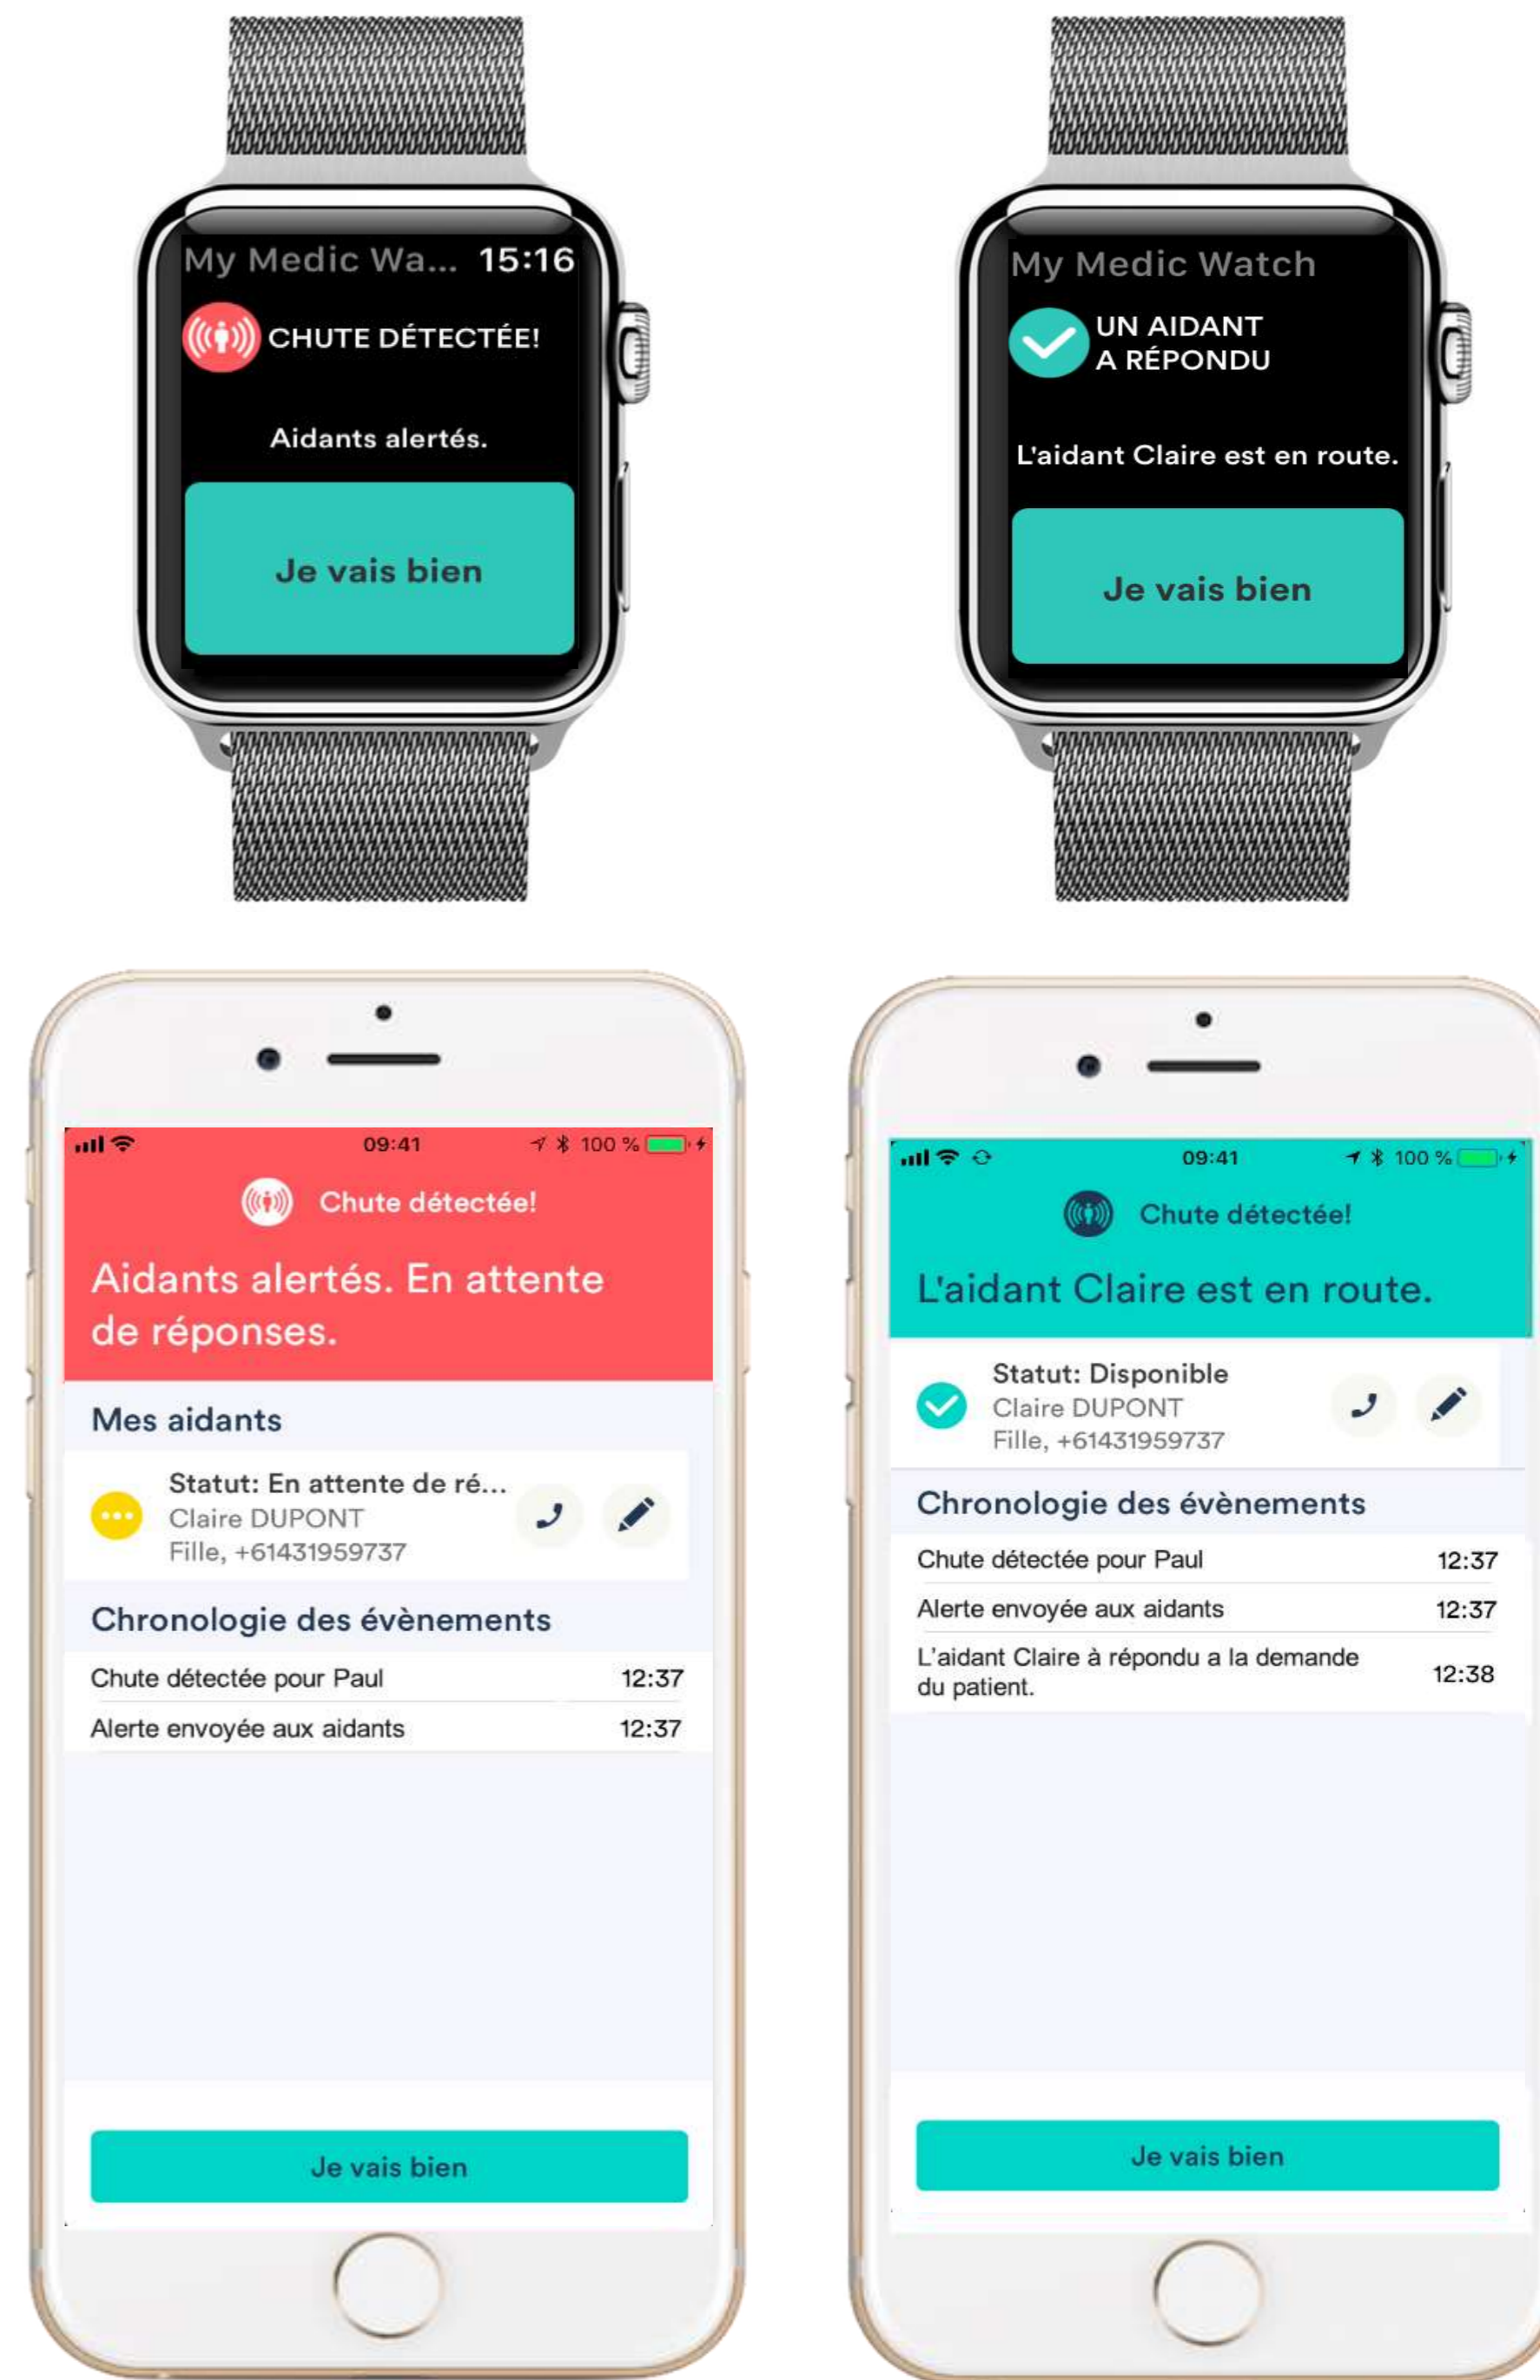 My Medic Wa... 15:16
CHUTE DÉTECTÉE!
Aidants alertés.
Je vais bien
My Medic Watch
UN AIDANT
A RÉPONDU
L'aidant Claire est en route.
Je vais bien
09:41 100 %
Chute détectée!
Aidants alertés. En attente
de réponses.
Mes aidants
Statut: En attente de ré...
Claire DUPONT
Fille, +61431959737
Chronologie des évènements
Chute détectée pour Paul 12:37
Alerte envoyée aux aidants 12:37
Je vais bien
09:41 100 %
Chute détectée!
L'aidant Claire est en route.
Statut: Disponible
Claire DUPONT
Fille, +61431959737
Chronologie des évènements
Chute détectée pour Paul 12:37
Alerte envoyée aux aidants 12:37
L'aidant Claire à répondu a la demande
du patient. 12:38
Je vais bien